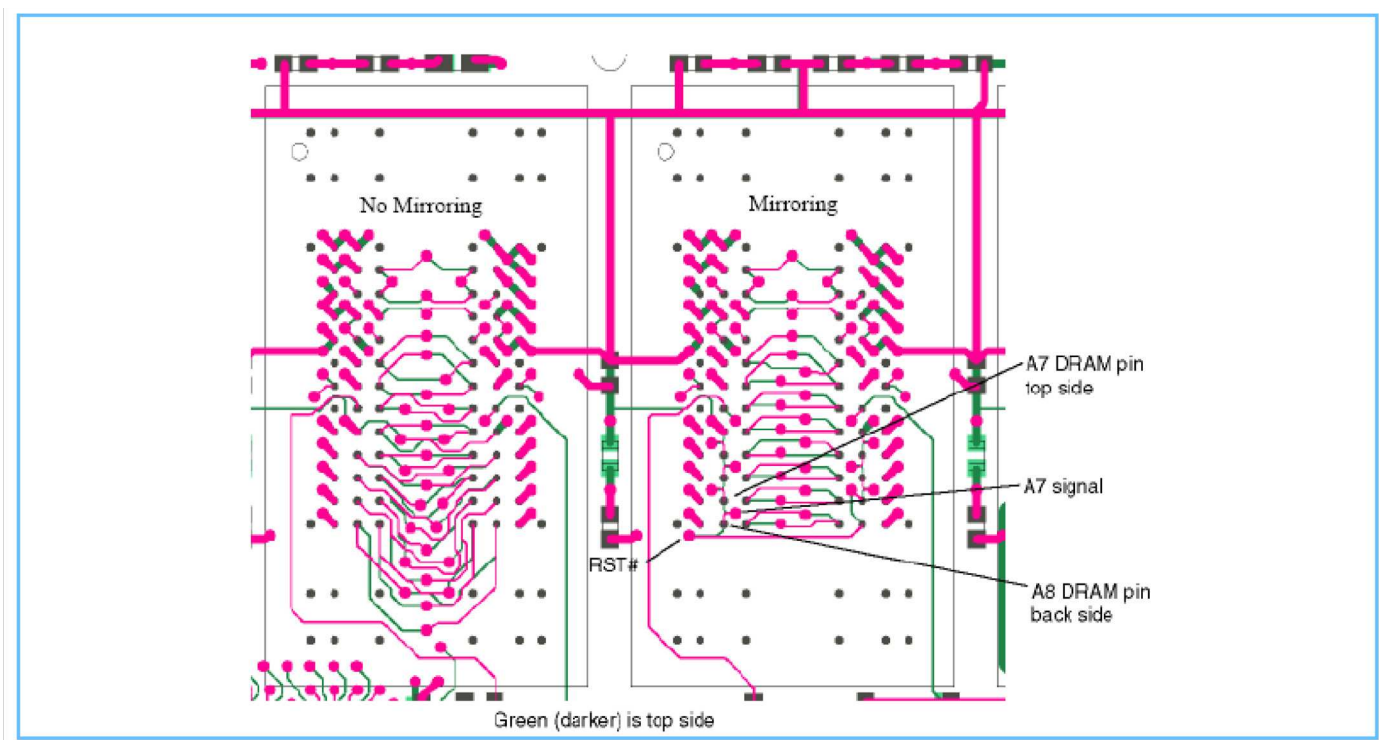 No Mirroring
Mirroring
A7 DRAM pin
top side
A7 signal
RST#
A8 DRAM pin
back side
Green (darker) is top side